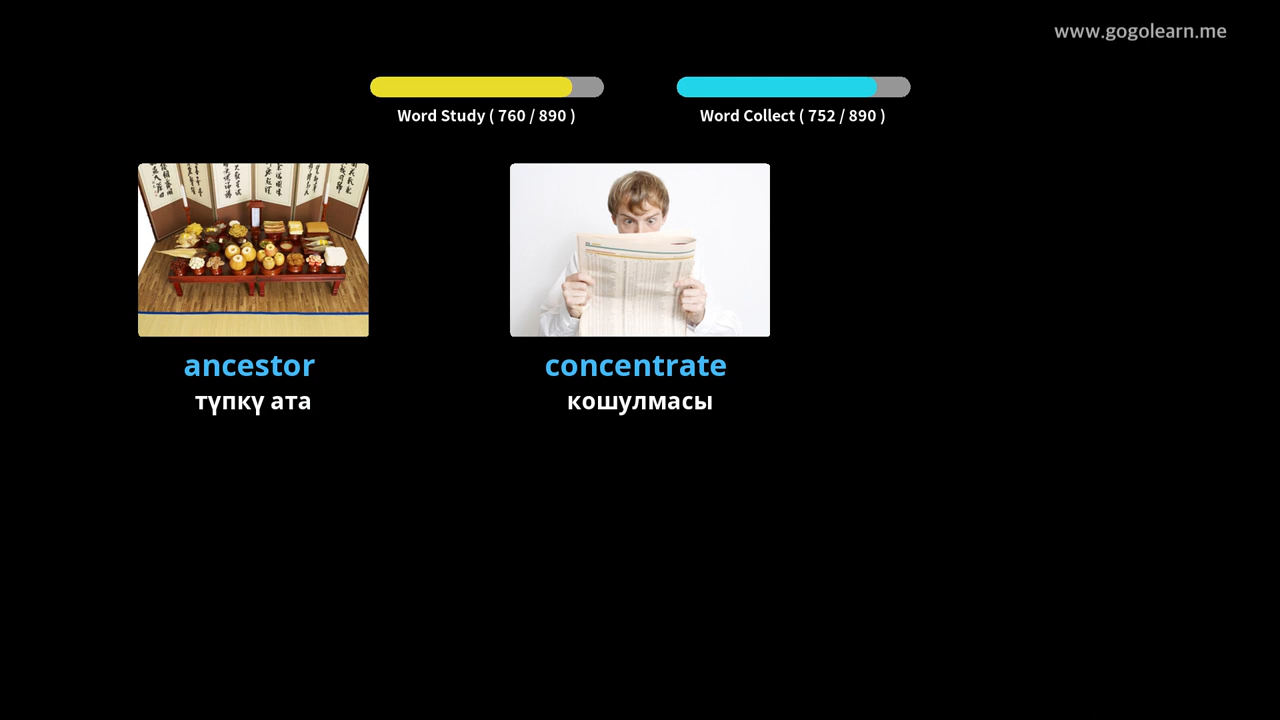 www.gogolearn.me
Word Study ( 760 / 890 )
Word Collect ( 752 / 890 )
ancestor
түпкү ата
concentrate
кошулмасы